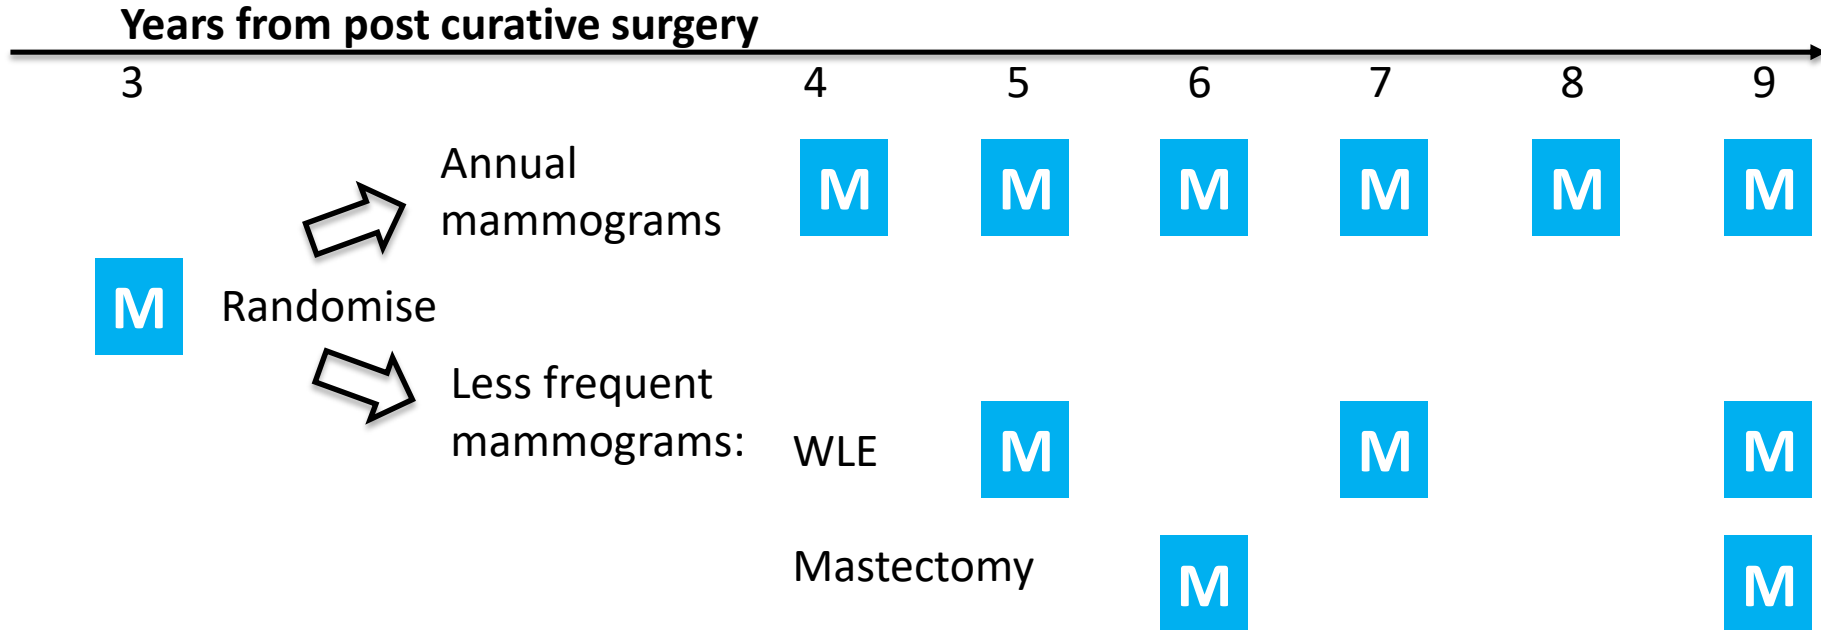 Years from post curative surgery
3 4 5 6 7 8 9
Annual
mammograms
M M M M M M
M Randomise
Less frequent
mammograms:
WLE M M M
Mastectomy M M